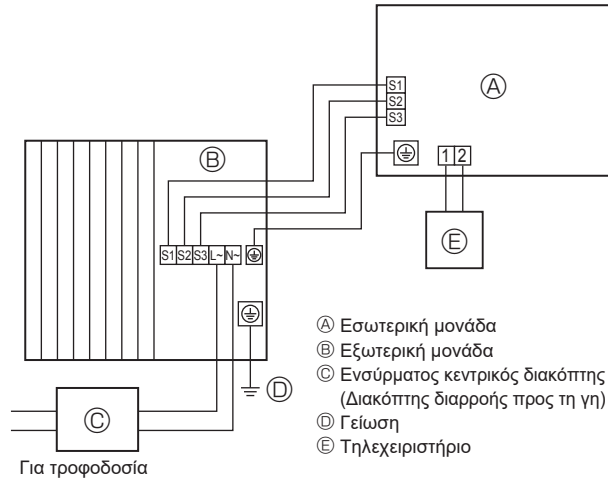 Ⓐ
S1
S2
S3
1 2
Ⓑ
S1 S2 S3 L~ N~
Ⓔ
Ⓓ
Ⓒ
Για τροφοδοσία
Ⓐ Εσωτερική μονάδα
Ⓑ Εξωτερική μονάδα
Ⓒ Ενσύρματος κεντρικός διακόπτης
(Διακόπτης διαρροής προς τη γη)
Ⓓ Γείωση
Ⓔ Τηλεχειριστήριο